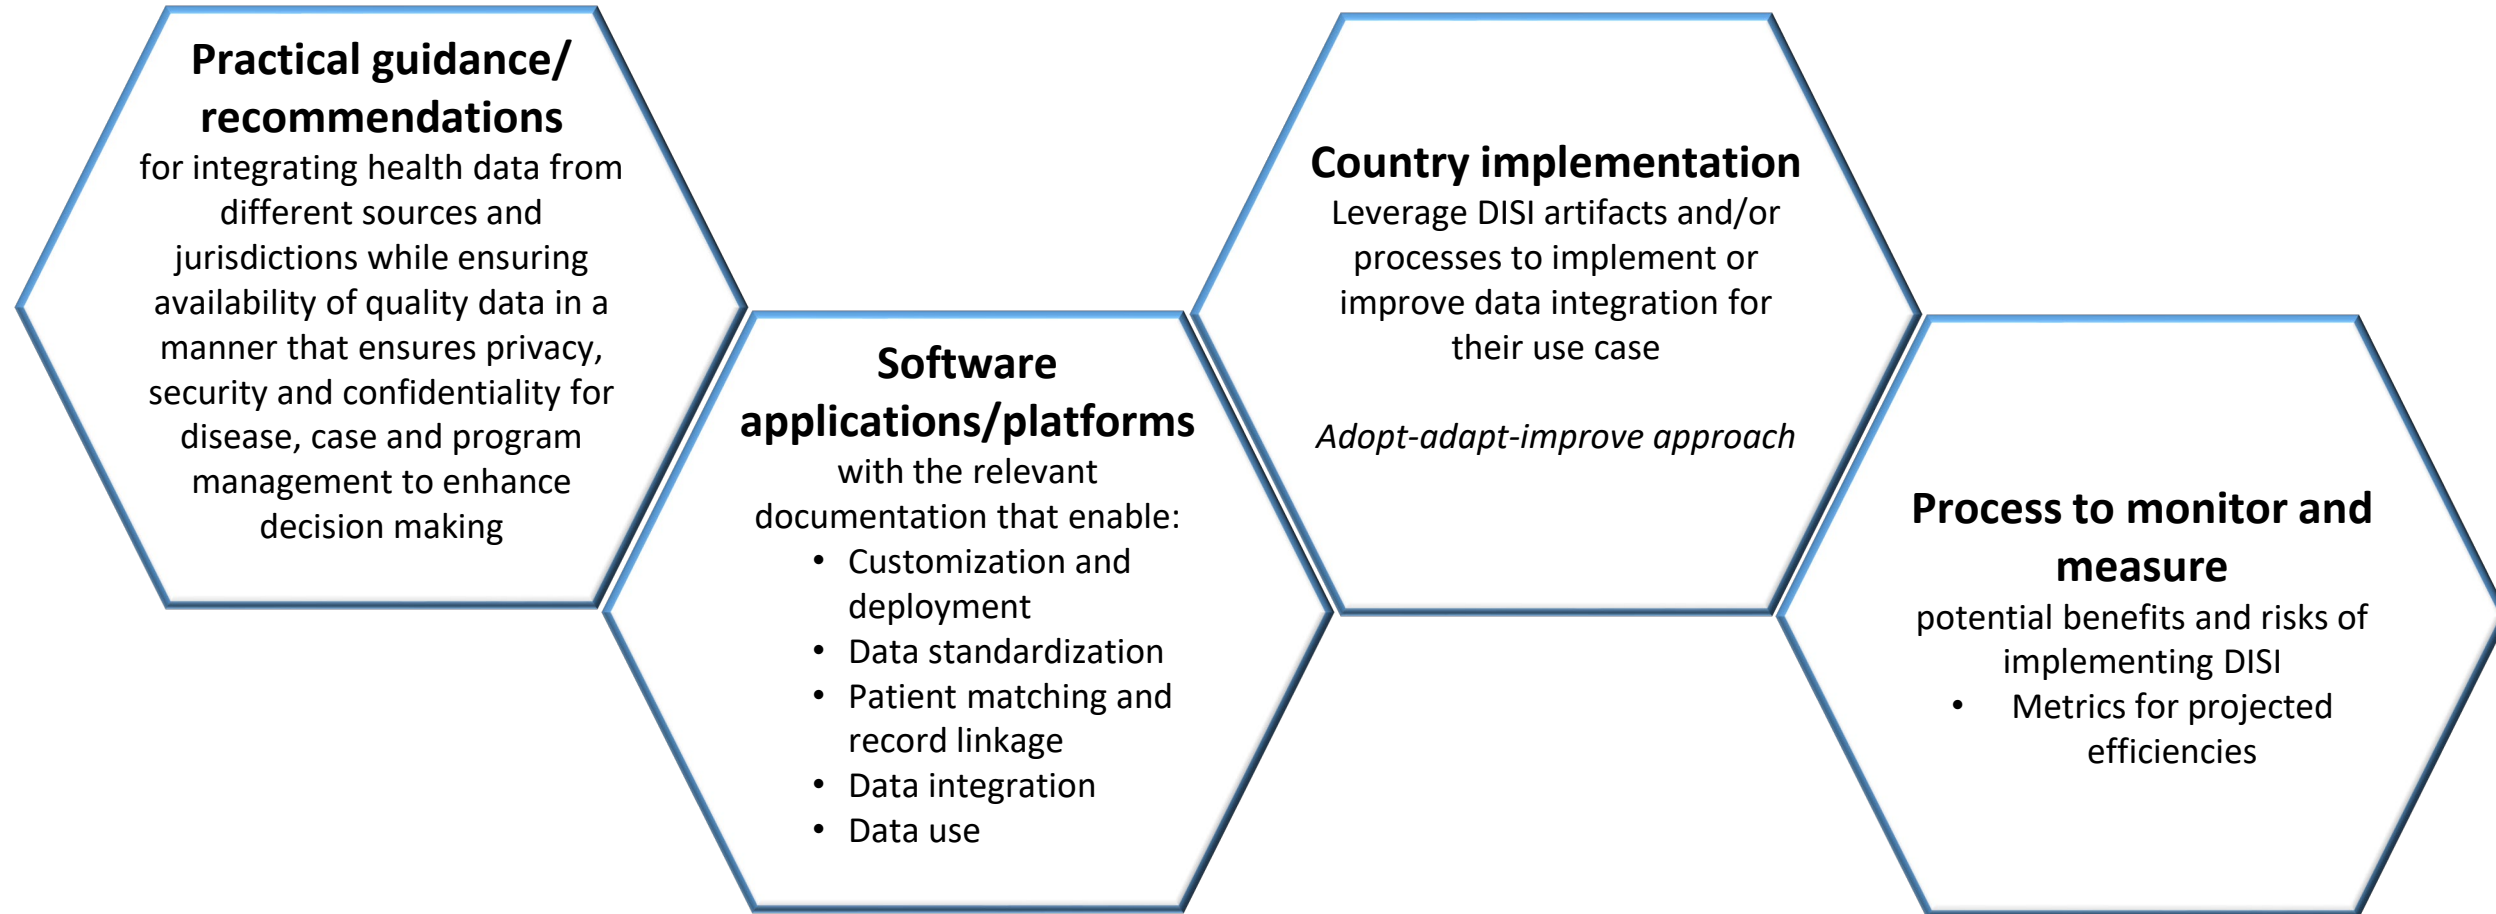 Practical guidance/
recommendations
for integrating health data from
different sources and
jurisdictions while ensuring
availability of quality data in a
manner that ensures privacy,
security and confidentiality for
disease, case and program
management to enhance
decision making
Software
applications/platforms
with the relevant
documentation that enable:
• Customization and
deployment
• Data standardization
• Patient matching and
record linkage
• Data integration
• Data use
Country implementation
Leverage DISI artifacts and/or
processes to implement or
improve data integration for
their use case
Adopt-adapt-improve approach
Process to monitor and
measure
potential benefits and risks of
implementing DISI
• Metrics for projected
efficiencies